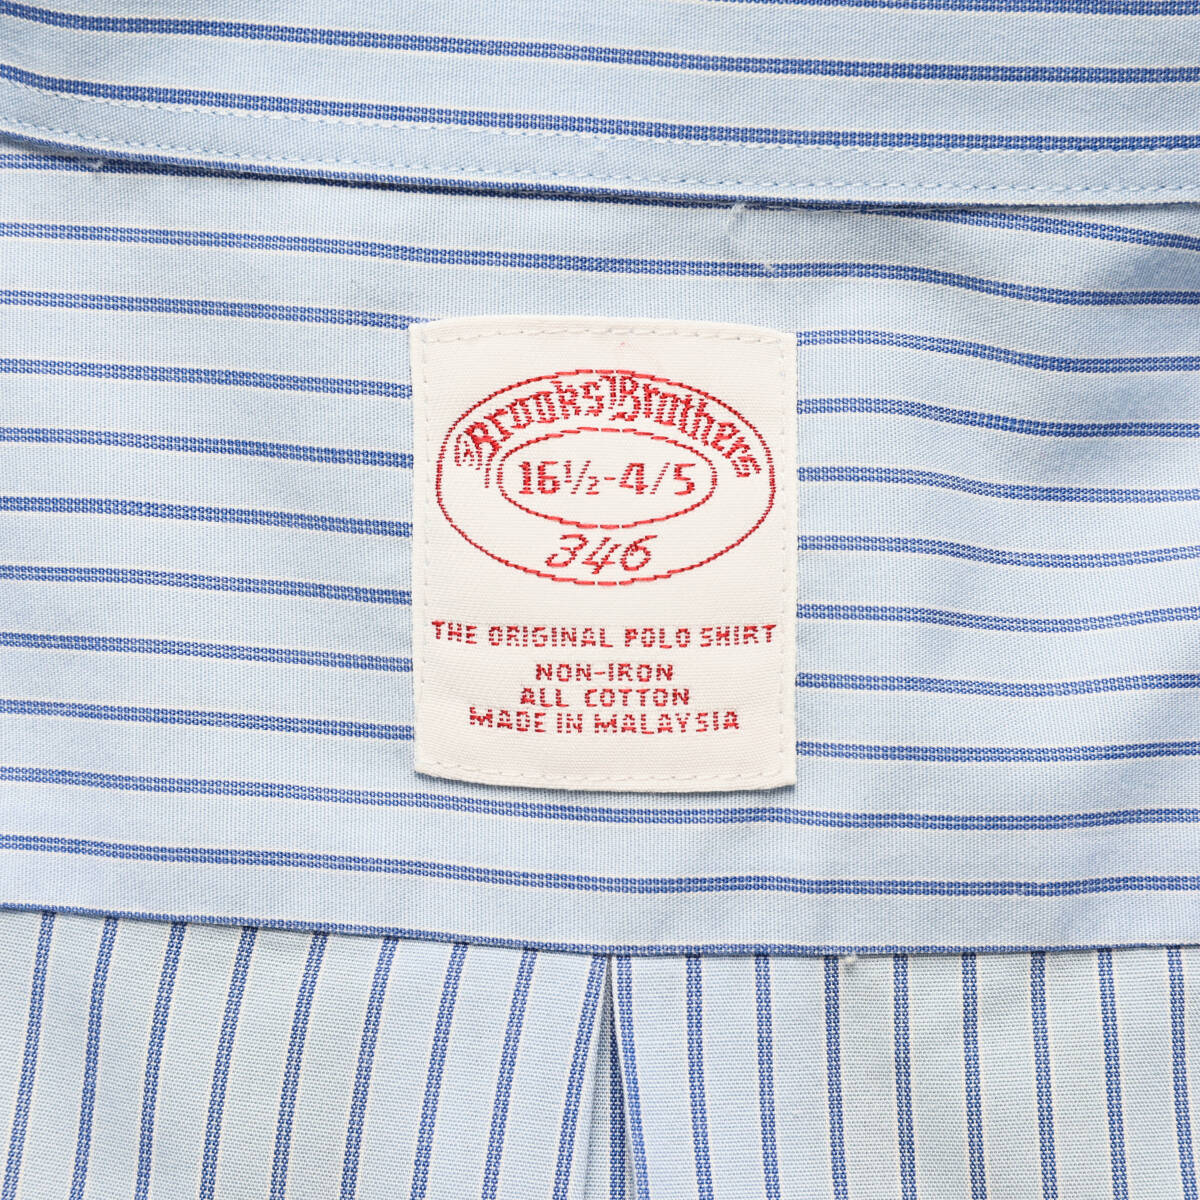 Brooks Brothers
16½-4/5
346
THE ORIGINAL POLO SHIRT
NON-IRON
ALL COTTON
MADE IN MALAYSIA